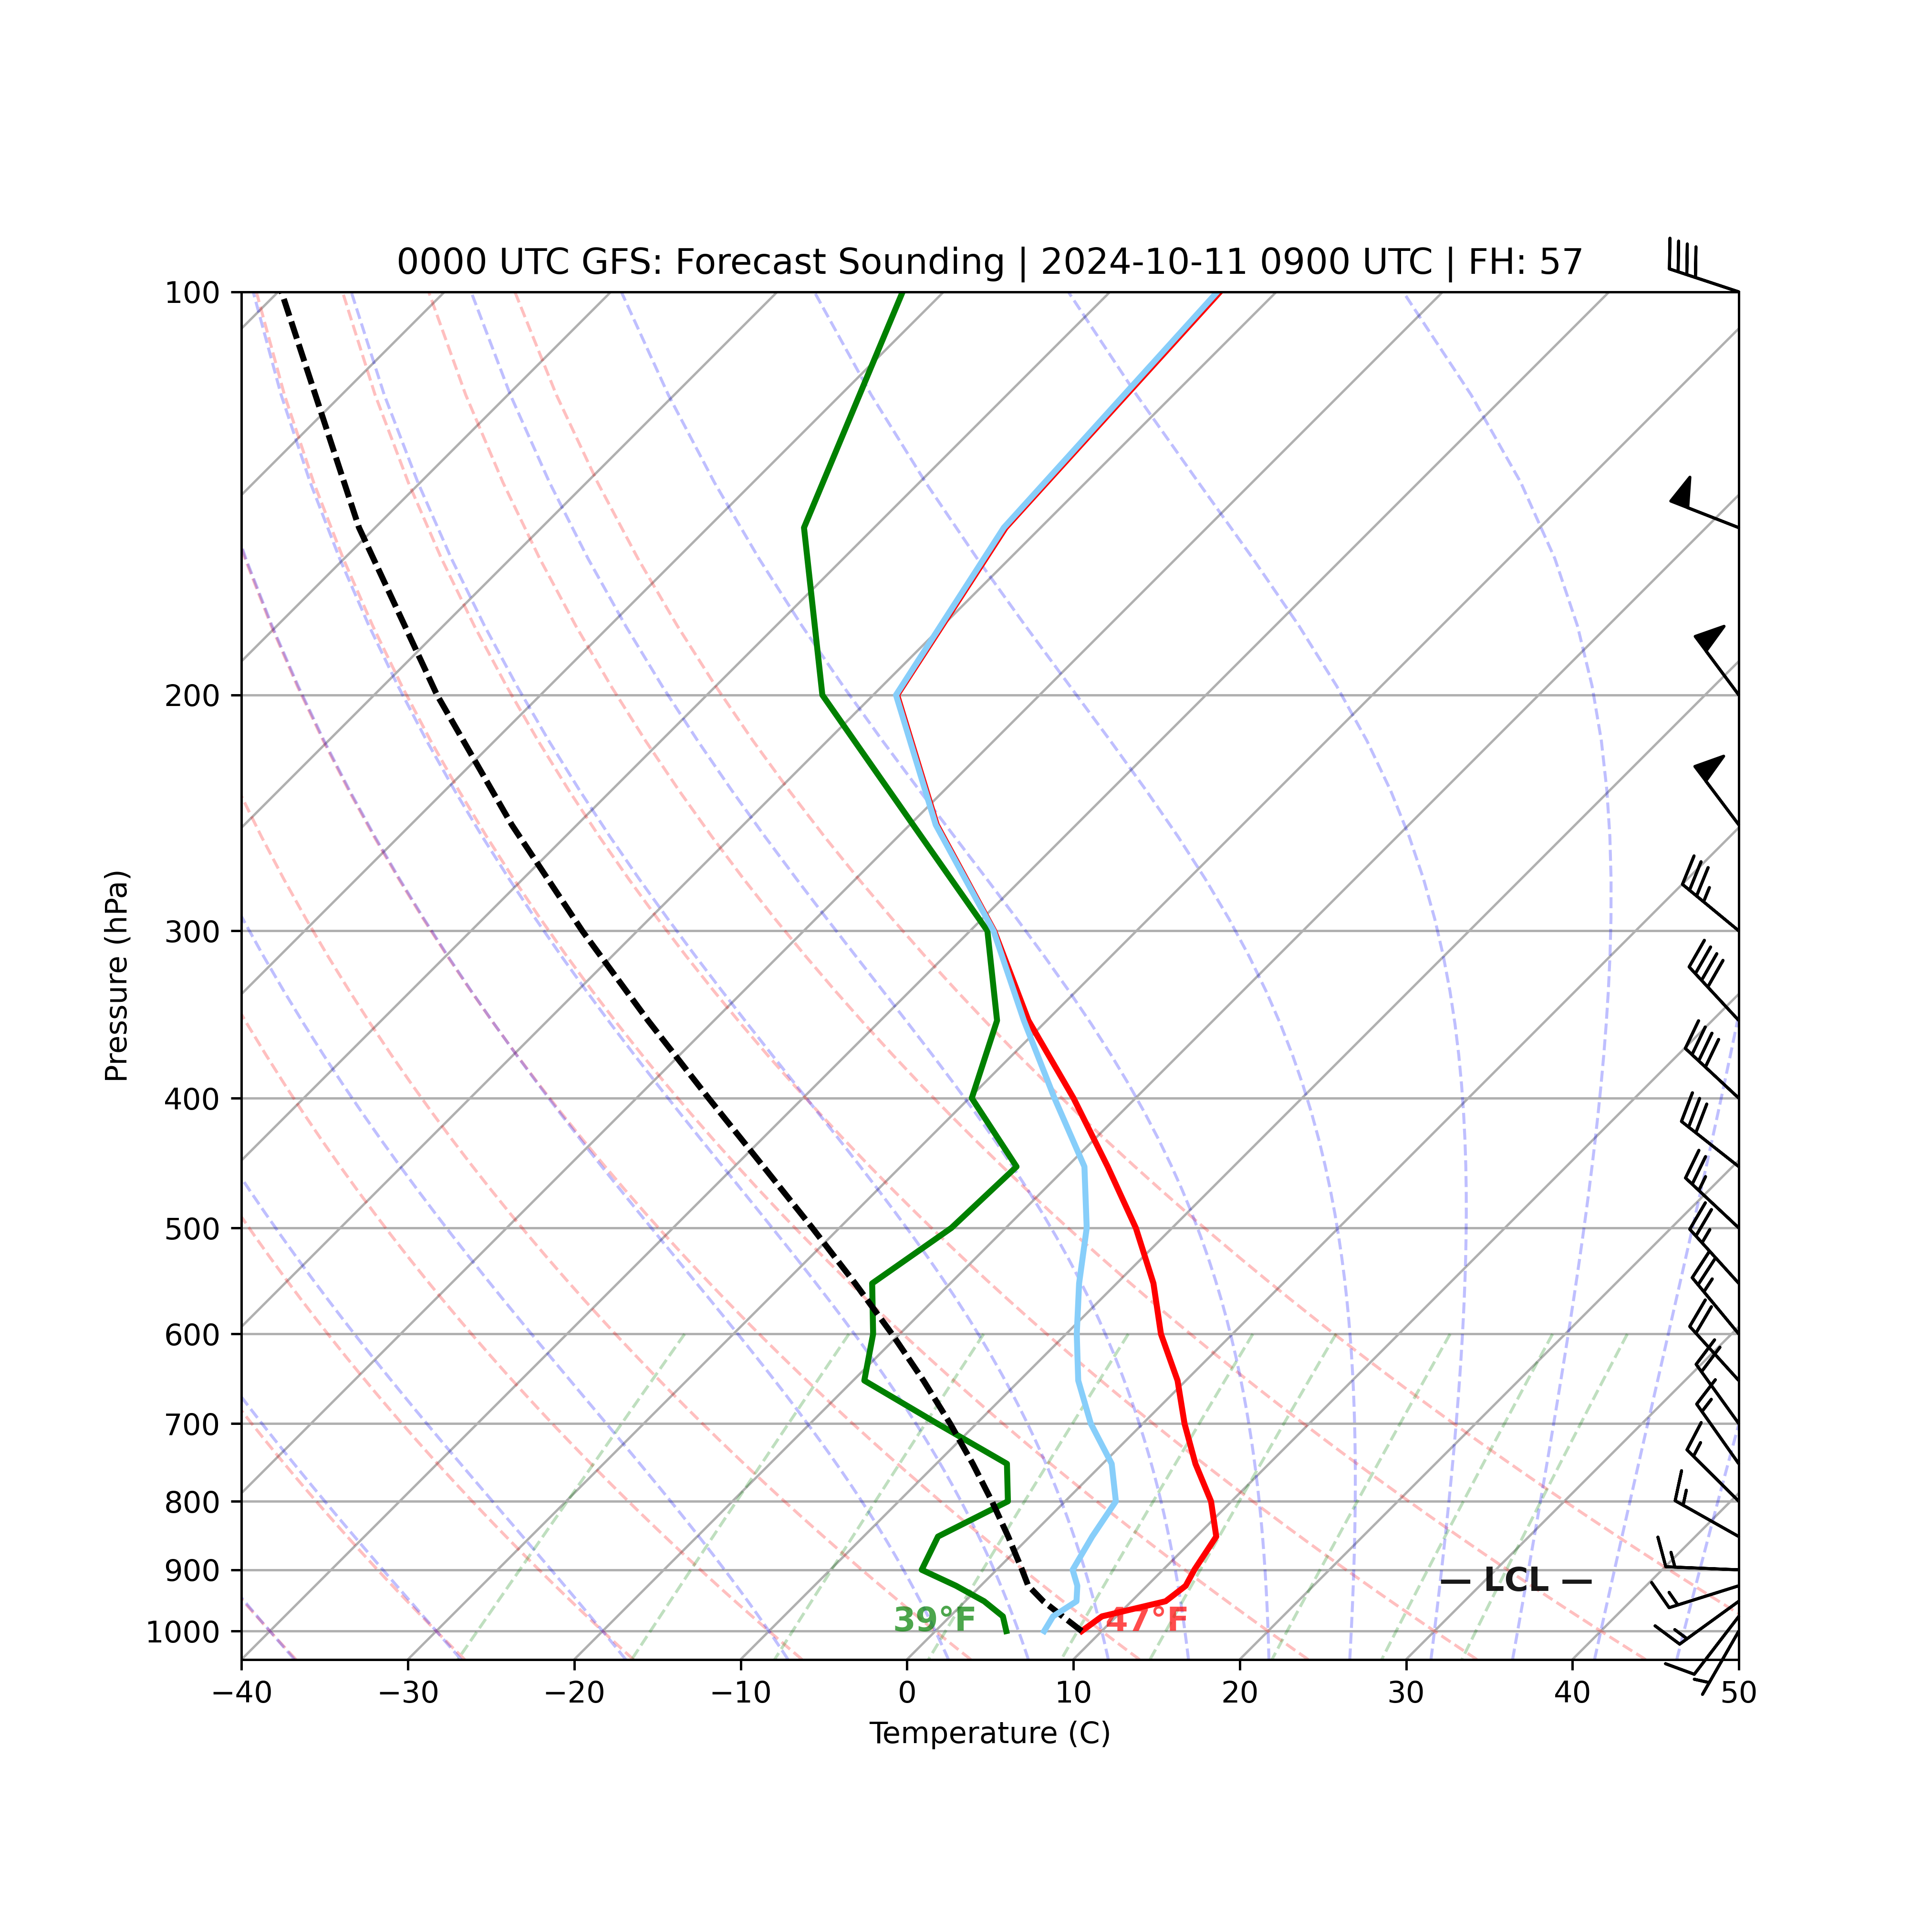 0000 UTC GFS: Forecast Sounding | 2024-10-11 0900 UTC | FH: 57
100
200
300
400
500
600
700
800
900
1000
Pressure (hPa)
— LCL —
39°F
47°F
−40 −30 −20 −10 0 10 20 30 40 50
Temperature (C)